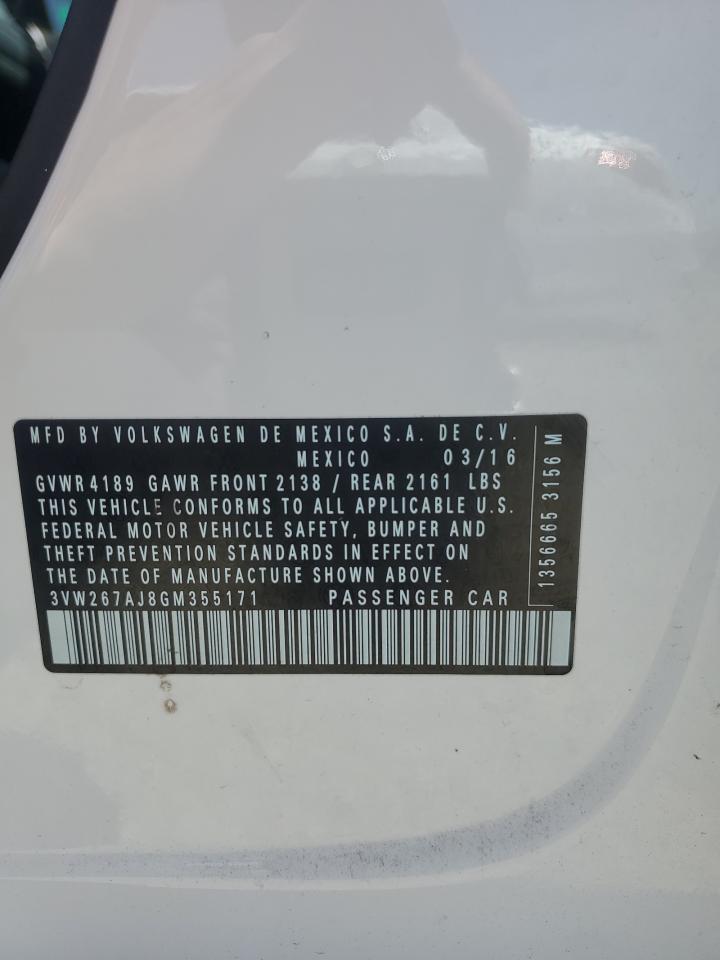 MFD BY VOLKSWAGEN DE MEXICO S.A. DE C.V.
MEXICO 03/16
GVWR 4189 GAWR FRONT 2138 / REAR 2161 LBS
THIS VEHICLE CONFORMS TO ALL APPLICABLE U.S.
FEDERAL MOTOR VEHICLE SAFETY, BUMPER AND
THEFT PREVENTION STANDARDS IN EFFECT ON
THE DATE OF MANUFACTURE SHOWN ABOVE.
3VW267AJ8GM355171 PASSENGER CAR
1356665 3156 M